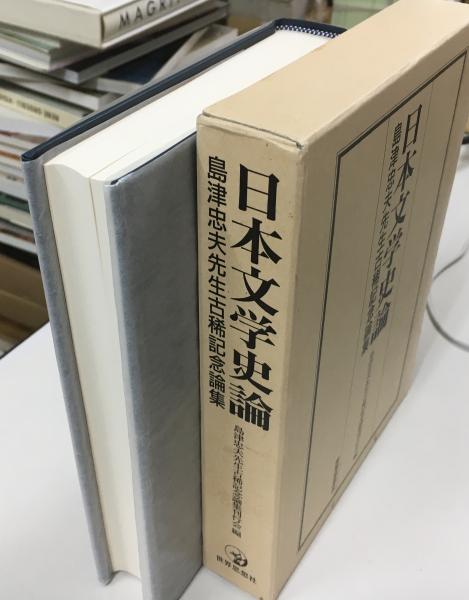 MAGRI
日本文学史論
島津忠夫先生古稀記念論集
島津忠夫先生古稀記念論集刊行会編
世界思想社
日本文学史論
島津忠夫先生古稀記念論集